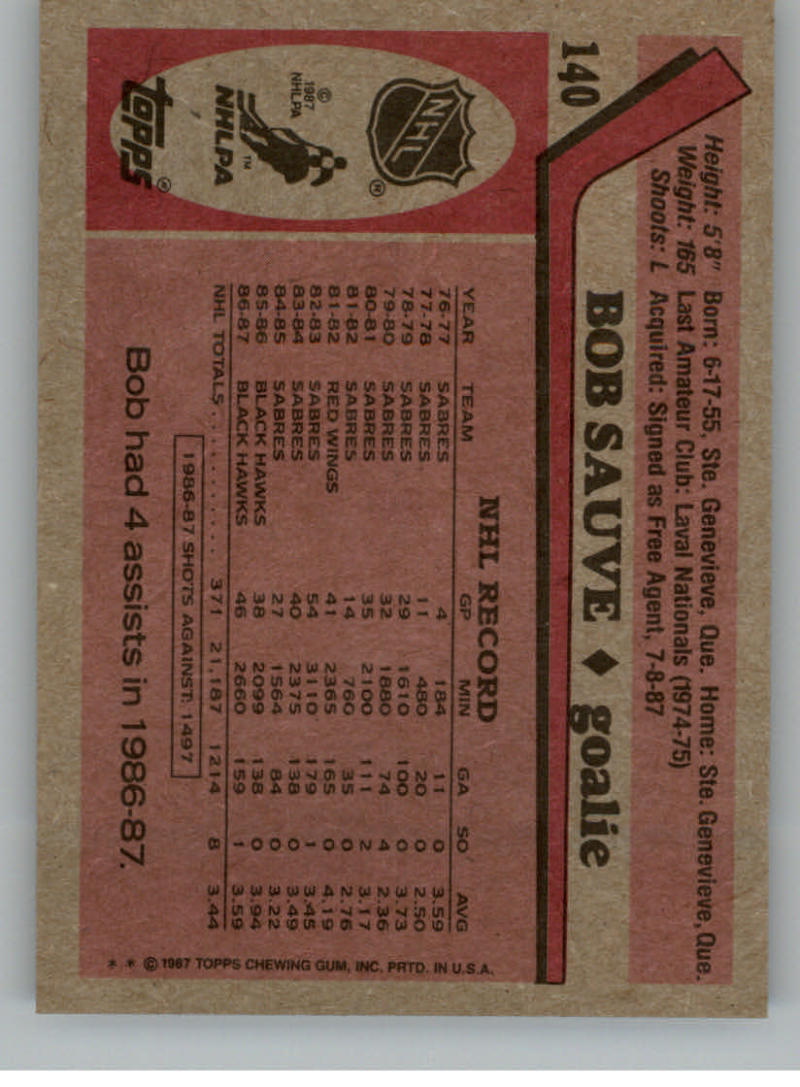 140
Height: 5'8" Born: 6-17-55, Ste. Genevieve, Que. Home: Ste. Genevieve, Que.
Weight: 165 Last Amateur Club: Laval Nationals (1974-75)
Shoots: L Acquired: Signed as Free Agent, 7-8-87
BOB SAUVE ♦ goalie
NHL
®
© 1987 NHLPA
NHLPA™
topps®
NHL RECORD
YEAR TEAM GP MIN GA SO AVG
76-77 SABRES 4 184 11 0 3.59
77-78 SABRES 11 480 20 0 2.50
78-79 SABRES 29 1610 100 0 3.73
79-80 SABRES 32 1880 74 4 2.36
80-81 SABRES 35 2100 111 2 3.17
81-82 SABRES 14 760 35 0 2.76
81-82 RED WINGS 41 2365 165 0 4.19
82-83 SABRES 54 3110 179 1 3.45
83-84 SABRES 40 2375 138 0 3.49
84-85 SABRES 27 1564 84 0 3.22
85-86 BLACK HAWKS 38 2099 138 0 3.94
86-87 BLACK HAWKS 46 2660 159 1 3.59
NHL TOTALS . . . . . . . . . . 371 21,187 1214 8 3.44
1986-87 SHOTS AGAINST: 1497
Bob had 4 assists in 1986-87.
* * © 1987 TOPPS CHEWING GUM, INC. PRTD. IN U.S.A.